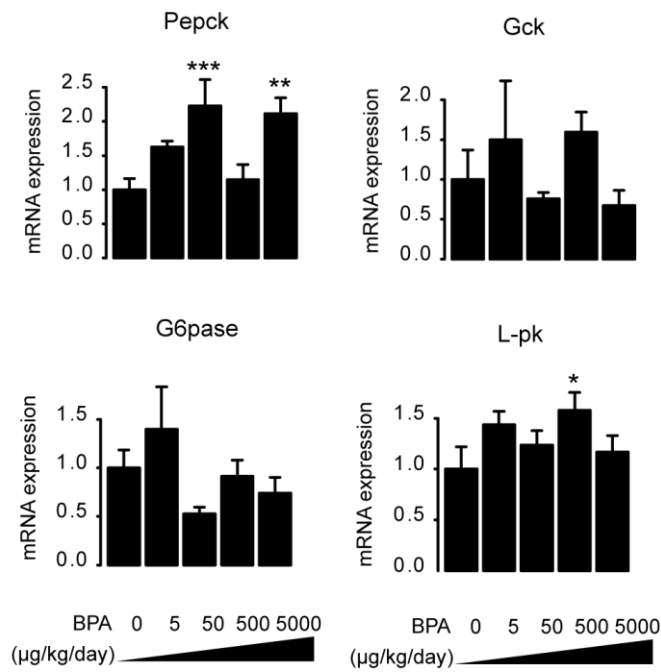 Pepck
mRNA expression
2.5
2.0
1.5
1.0
0.5
0.0
***
**
Gck
mRNA expression
2.0
1.5
1.0
0.5
0.0
G6pase
mRNA expression
1.5
1.0
0.5
0.0
L-pk
mRNA expression
1.5
1.0
0.5
0.0
*
BPA 0 5 50 500 5000
(µg/kg/day)
BPA 0 5 50 500 5000
(µg/kg/day)